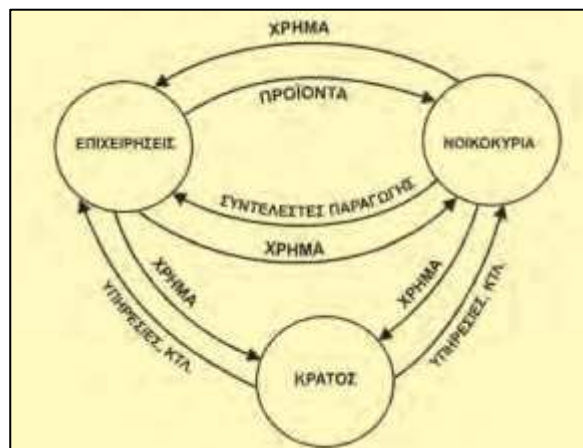 ΧΡΗΜΑ
ΠΡΟΪΟΝΤΑ
ΕΠΙΧΕΙΡΗΣΕΙΣ
ΝΟΙΚΟΚΥΡΙΑ
ΣΥΝΤΕΛΕΣΤΕΣ ΠΑΡΑΓΩΓΗΣ
ΧΡΗΜΑ
ΧΡΗΜΑ
ΧΡΗΜΑ
ΥΠΗΡΕΣΙΕΣ, ΚΤΛ.
ΥΠΗΡΕΣΙΕΣ, ΚΤΛ.
ΚΡΑΤΟΣ